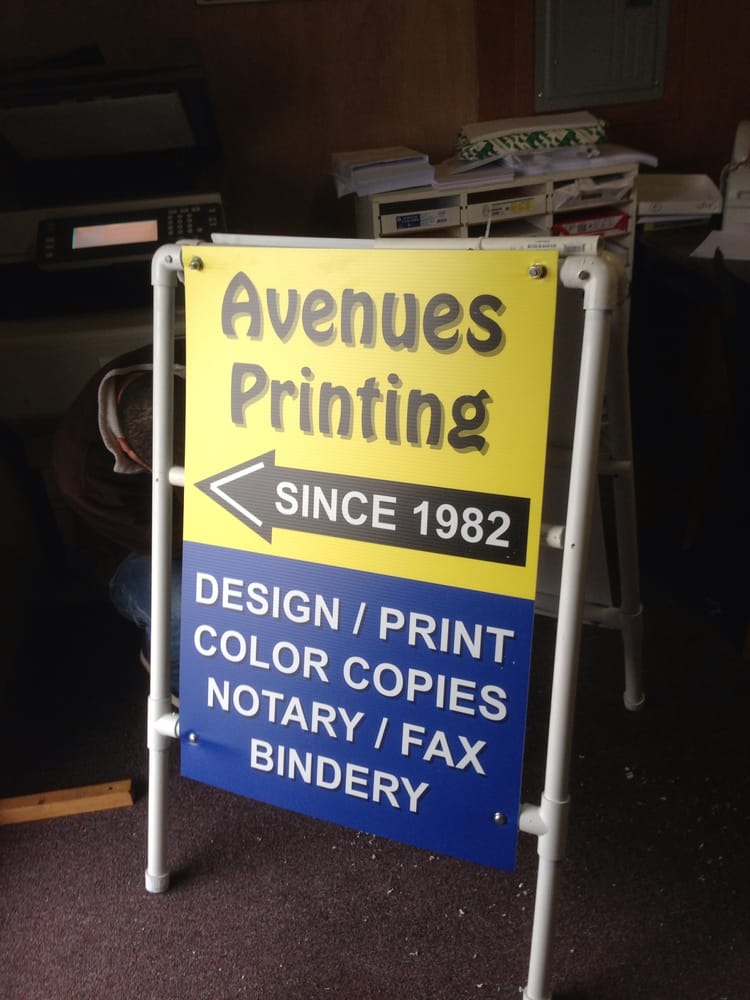 Avenues
Printing
SINCE 1982
DESIGN / PRINT
COLOR COPIES
NOTARY / FAX
BINDERY